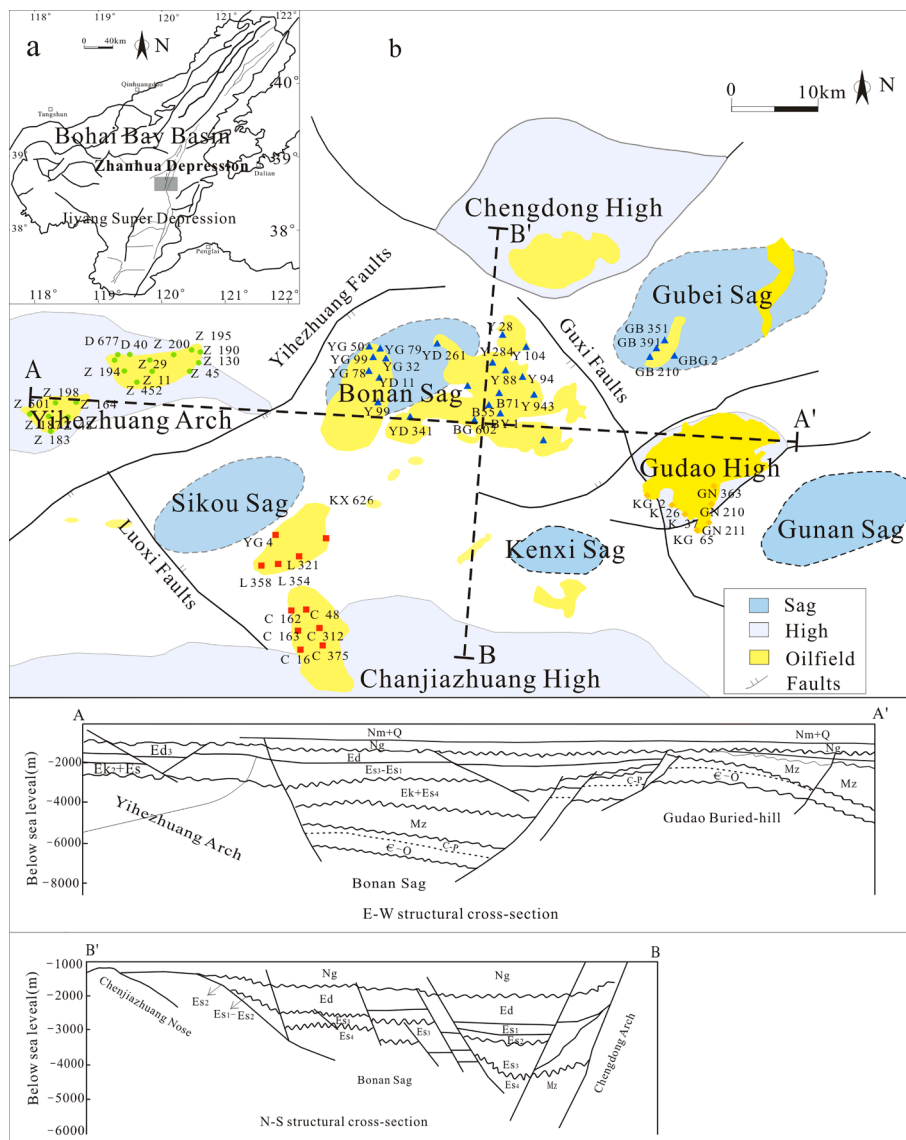 118° 119° 120° 121° 122°
a
0 40km
N
Qinhuangdao
40°
Tangshan
Bohai Bay Basin
39°
39°
Zhanhua Depression
Dalian
Jiyang Super Depression
38°
38°
Penglai
118° 119° 120° 121° 122°
b
0 10km
N
Chengdong High
B'
Gubei Sag
Yihezhuang Faults
Guxi Faults
GB 351
GB 391
GB 210
GBG 2
Z 195
D 677 D 40 Z 200
Z 190
Z 29
Z 130
Z 194 Z 11 Z 45
Z 452
A
Z 198
Z 164
Z 183
Yihezhuang Arch
YG 50 YG 79 YD 261
YG 99
YG 32
YG 78
YD 11
Bonan Sag
Y 99
YD 341
Y 28
Y 284 Y 104
Y 88 Y 94
B55 B71 Y 943
BY 1
BG 602
A'
Gudao High
GN 363
KG 2
K 26 GN 210
K 37
GN 211
KG 65
Gunan Sag
Sikou Sag
KX 626
YG 4
L 321
L 358 L 354
Luoxi Faults
Kenxi Sag
C 48
C 162
C 163 C 312
C 16 C 375
B
Chanjiazhuang High
Sag
High
Oilfield
Faults
A A'
Nm+Q Nm+Q
Ng Ng
Ed₃ Ed
Ek₂+Es Es₃-Es₁
Ek+Es₄
Mz
C-P
Є~O
Yihezhuang Arch
Bonan Sag
C-P
Є~O
Mz
Mz
Gudao Buried-hill
Below sea leveal(m)
-2000
-4000
-6000
-8000
E-W structural cross-section
B' B
Below sea leveal(m)
-1000
-2000
-3000
-4000
-5000
-6000
Chenjiazhuang Nose
Es₂
Es₁-Es₂
Ng Ng
Ed Ed
Es₃
Es₄
Es₃
Es₁
Es₂
Es₃
Es₄ Mz
Bonan Sag
Chengdong Arch
N-S structural cross-section